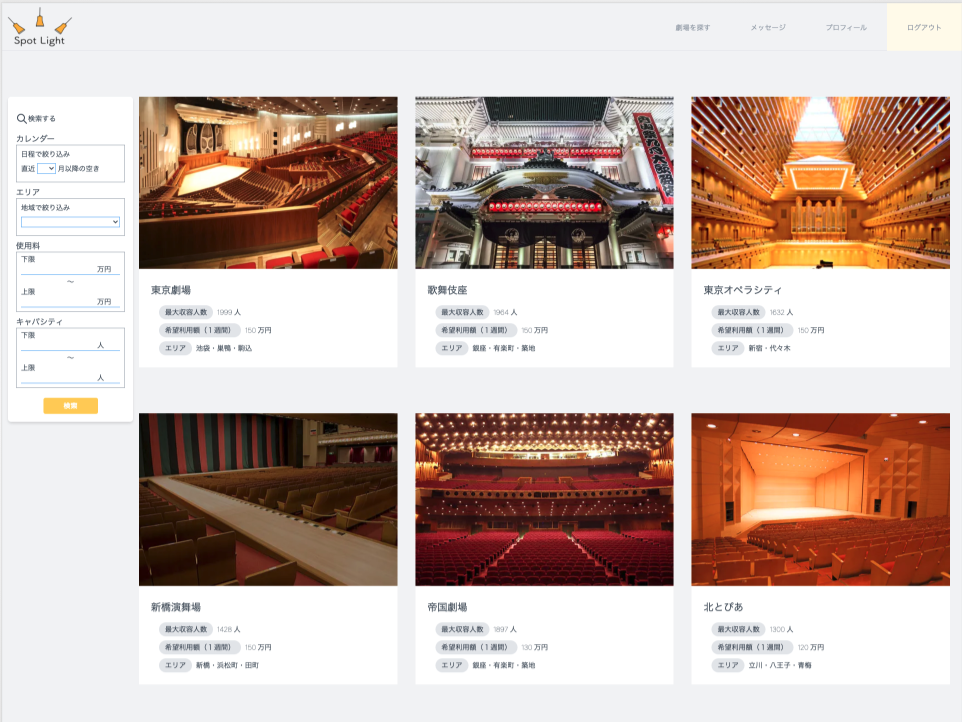 Spot Light
劇場を探す
メッセージ
プロフィール
ログアウト
検索する
カレンダー
日程で絞り込み
直近 月以降の空き
エリア
地域で絞り込み
使用料
下限
万円
〜
上限
万円
キャパシティ
下限
人
〜
上限
人
検索
東京劇場
最大収容人数 1999 人
希望利用額（１週間） 150 万円
エリア 池袋・巣鴨・駒込
歌舞伎座
最大収容人数 1964 人
希望利用額（１週間） 150 万円
エリア 銀座・有楽町・築地
東京オペラシティ
最大収容人数 1632 人
希望利用額（１週間） 150 万円
エリア 新宿・代々木
新橋演舞場
最大収容人数 1428 人
希望利用額（１週間） 150 万円
エリア 新橋・浜松町・田町
帝国劇場
最大収容人数 1897 人
希望利用額（１週間） 130 万円
エリア 銀座・有楽町・築地
北とぴあ
最大収容人数 1300 人
希望利用額（１週間） 120 万円
エリア 立川・八王子・青梅